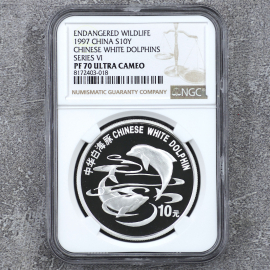 ENDANGERED WILDLIFE
1997 CHINA S10Y
CHINESE WHITE DOLPHINS
SERIES VI
PF 70 ULTRA CAMEO
8172403-018
NGC
NUMISMATIC GUARANTY COMPANY
中华白海豚 CHINESE WHITE DOLPHIN
10元